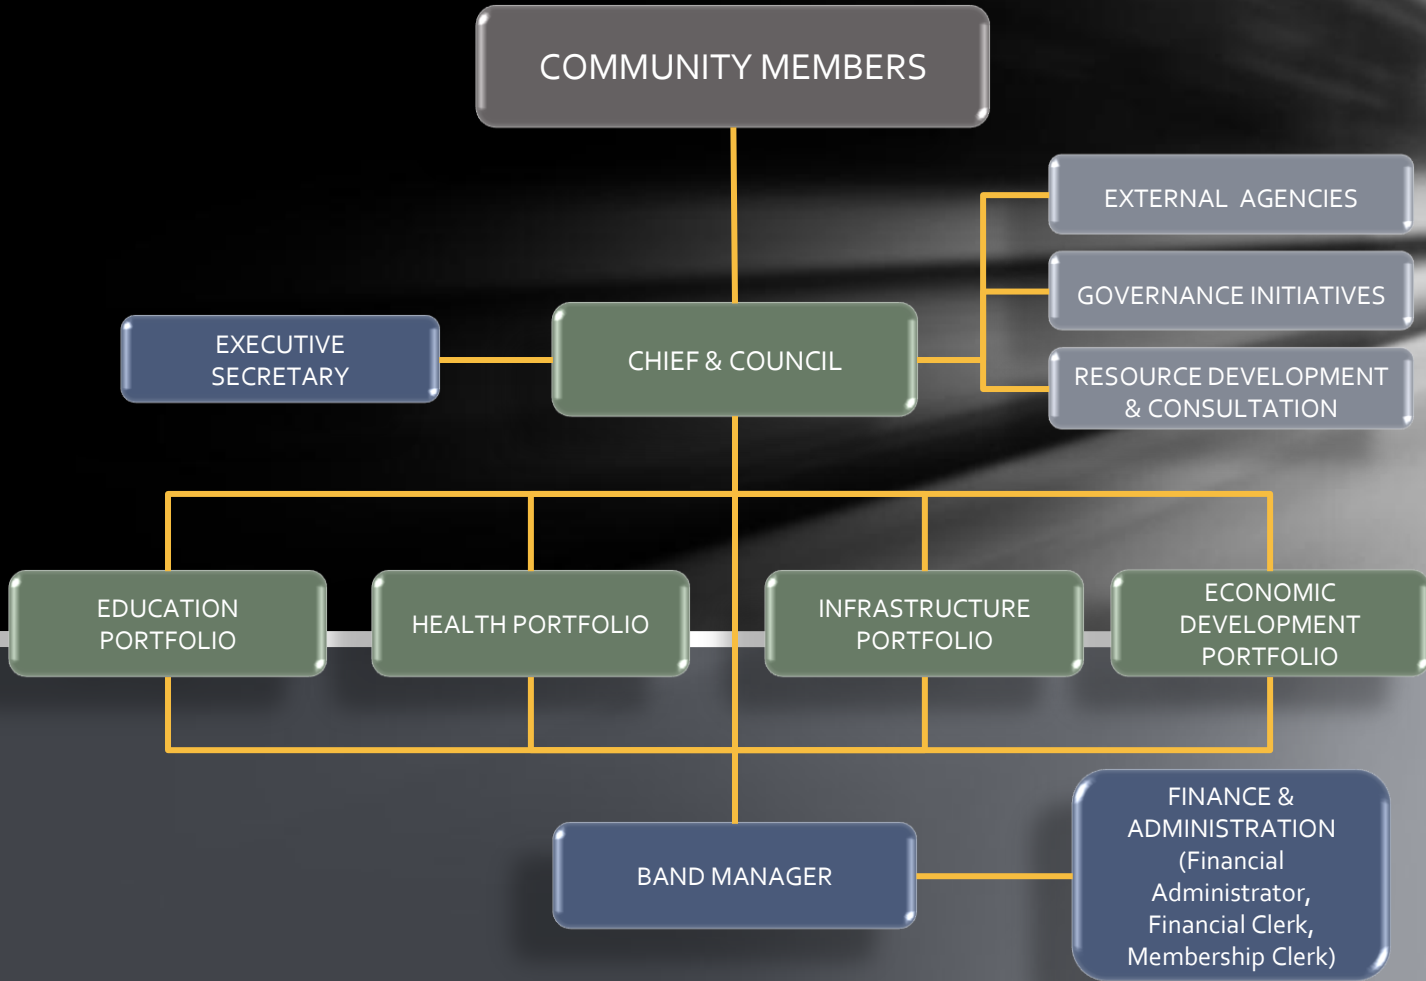 COMMUNITY MEMBERS
EXTERNAL AGENCIES
GOVERNANCE INITIATIVES
RESOURCE DEVELOPMENT
& CONSULTATION
EXECUTIVE
SECRETARY
CHIEF & COUNCIL
EDUCATION
PORTFOLIO
HEALTH PORTFOLIO
INFRASTRUCTURE
PORTFOLIO
ECONOMIC
DEVELOPMENT
PORTFOLIO
BAND MANAGER
FINANCE &
ADMINISTRATION
(Financial
Administrator,
Financial Clerk,
Membership Clerk)